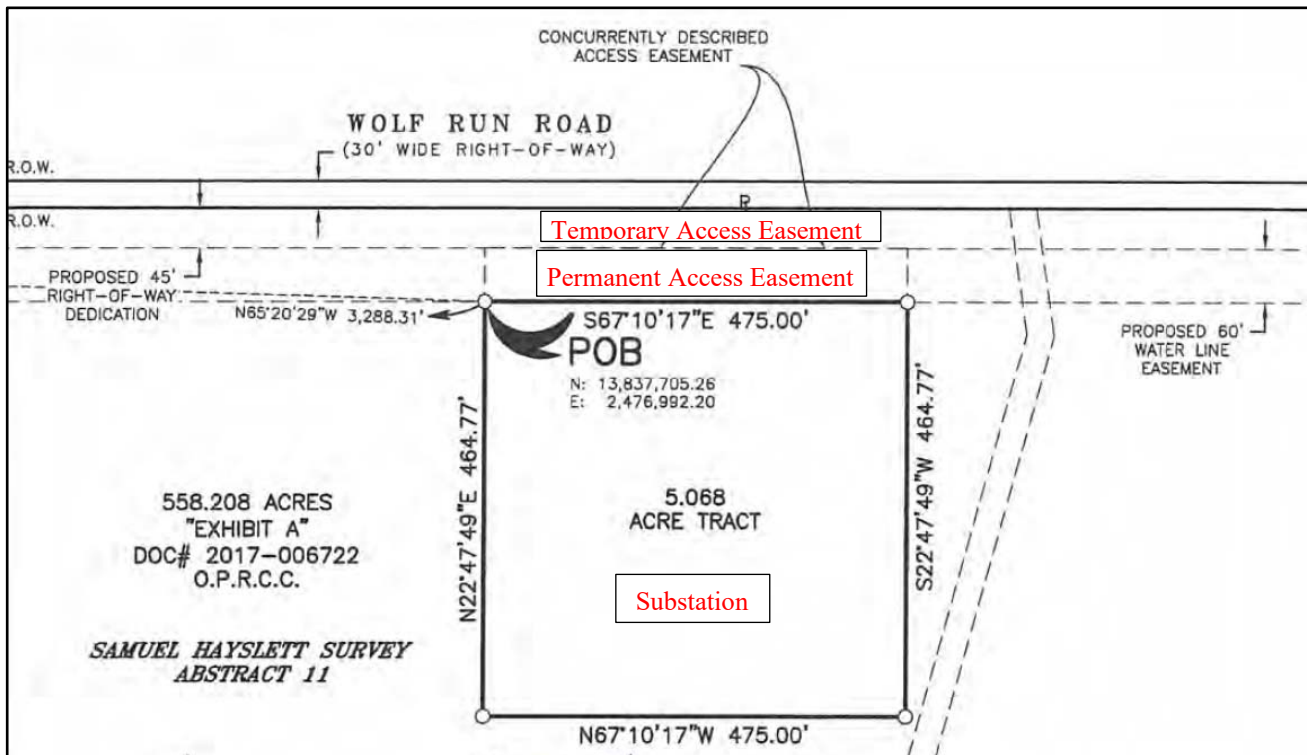 CONCURRENTLY DESCRIBED
ACCESS EASEMENT
WOLF RUN ROAD
(30' WIDE RIGHT-OF-WAY)
R.O.W.
R.O.W.
Temporary Access Easement
Permanent Access Easement
PROPOSED 45'
RIGHT-OF-WAY
DEDICATION
N65°20'29"W 3,288.31'
S67°10'17"E 475.00'
POB
N: 13,837,705.26
E: 2,476,992.20
PROPOSED 60'
WATER LINE
EASEMENT
N22°47'49"E 464.77'
S22°47'49"W 464.77'
558.208 ACRES
"EXHIBIT A"
DOC# 2017-006722
O.P.R.C.C.
5.068
ACRE TRACT
Substation
SAMUEL HAYSLETT SURVEY
ABSTRACT 11
N67°10'17"W 475.00'